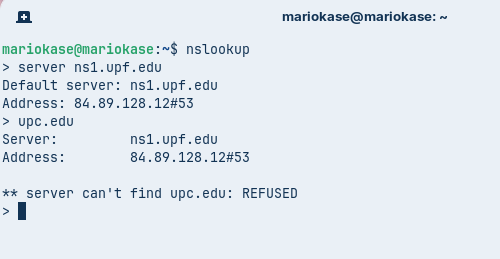 mariokase@mariokase: ~
mariokase@mariokase:~$ nslookup
> server ns1.upf.edu
Default server: ns1.upf.edu
Address: 84.89.128.12#53
> upc.edu
Server:         ns1.upf.edu
Address:        84.89.128.12#53
** server can't find upc.edu: REFUSED
>